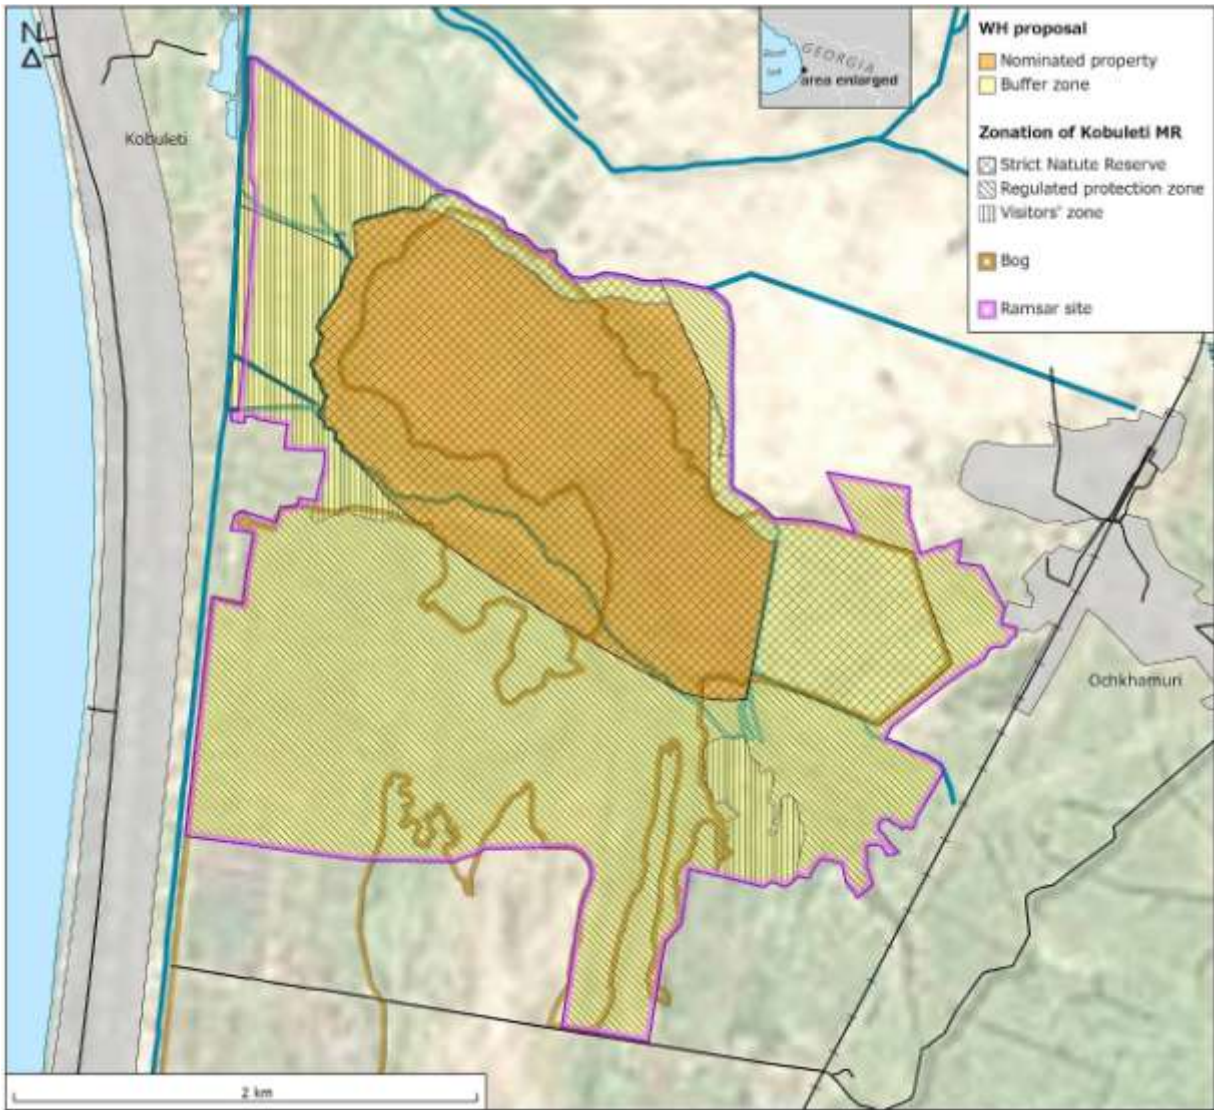 N
Kobuleti
GEORGIA
area enlarged
WH proposal
Nominated property
Buffer zone
Zonation of Kobuleti MR
Strict Natute Reserve
Regulated protection zone
Visitors' zone
Bog
Ramsar site
Ochkhamuri
2 km